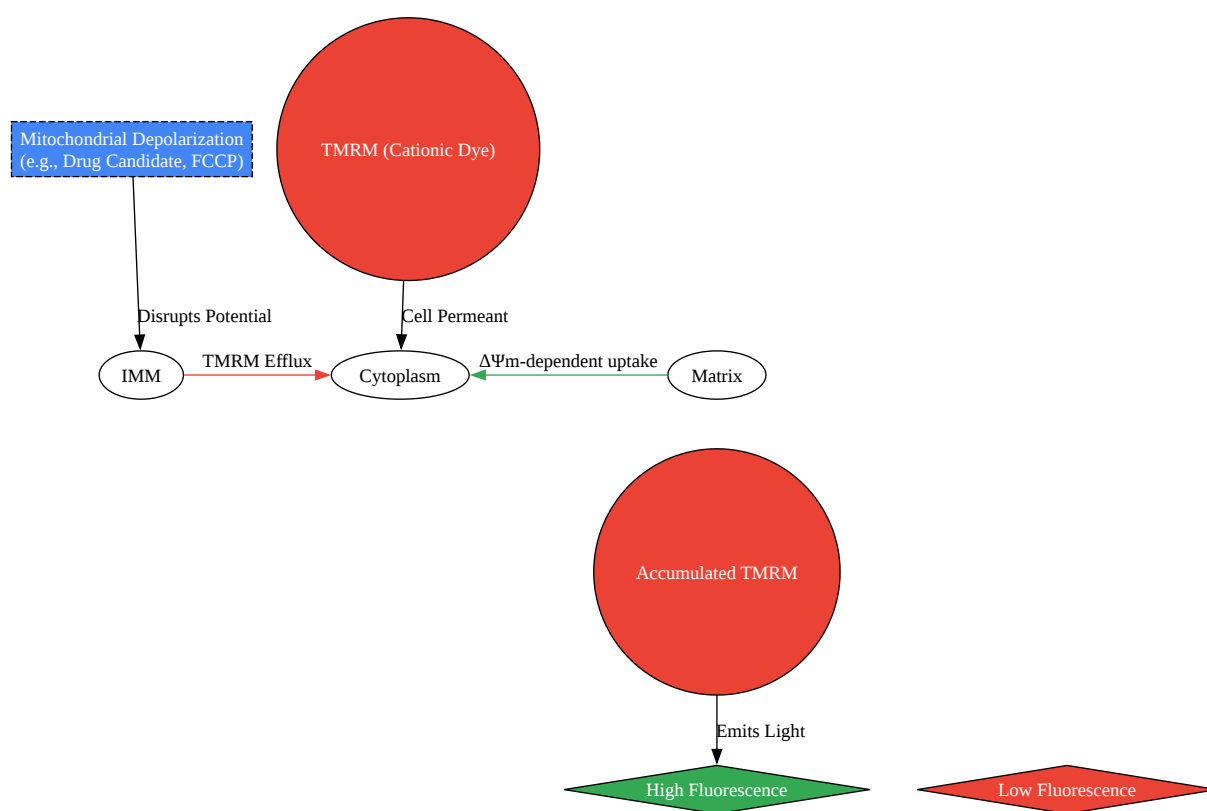 Mitochondrial Depolarization
(e.g., Drug Candidate, FCCP)
TMRM (Cationic Dye)
Disrupts Potential
Cell Permeant
IMM
TMRM Efflux
Cytoplasm
ΔΨm-dependent uptake
Matrix
Accumulated TMRM
Emits Light
High Fluorescence
Low Fluorescence